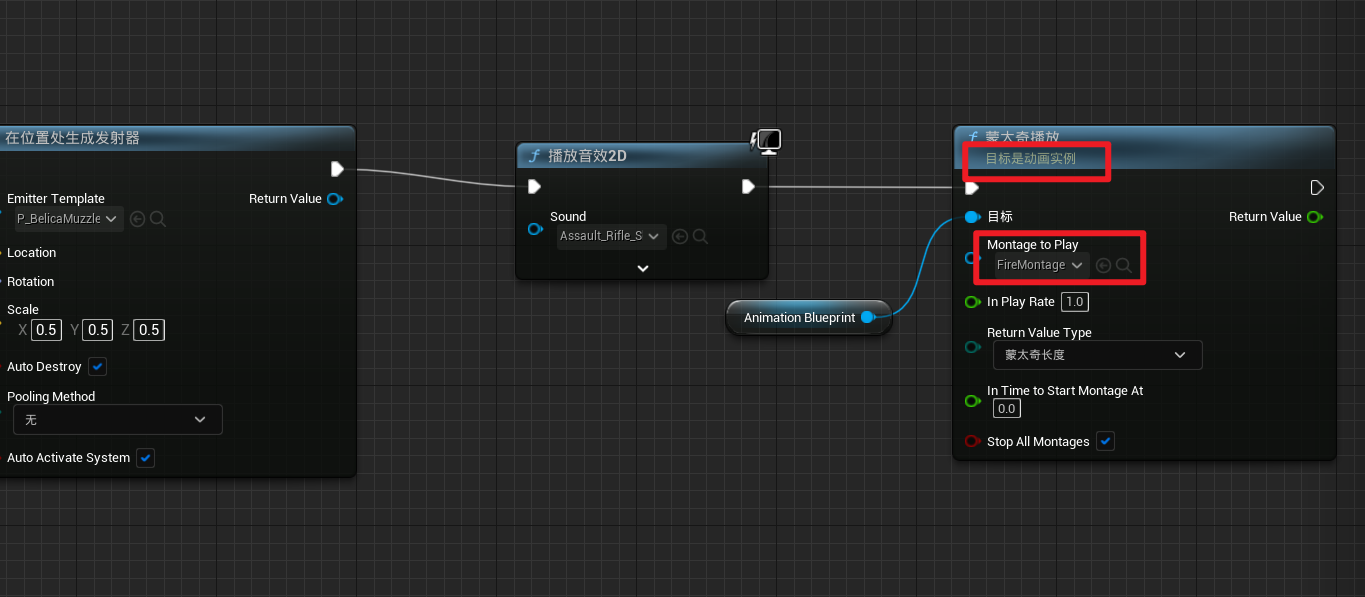 在位置处生成发射器
Emitter Template
P_BelicaMuzzle
Return Value
Location
Rotation
Scale
X 0.5 Y 0.5 Z 0.5
Auto Destroy
Pooling Method
无
Auto Activate System
f 播放音效2D
Sound
Assault_Rifle_S
Animation Blueprint
f 蒙太奇播放
目标是动画实例
目标
Return Value
Montage to Play
FireMontage
In Play Rate 1.0
Return Value Type
蒙太奇长度
In Time to Start Montage At
0.0
Stop All Montages